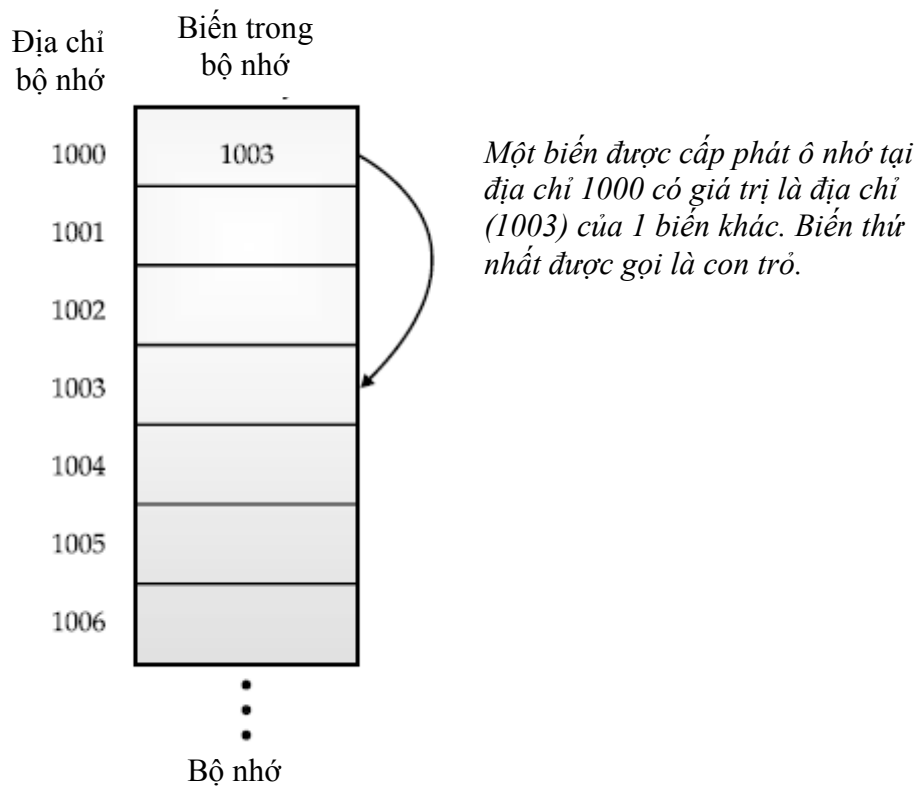 Địa chỉ
bộ nhớ
Biến trong
bộ nhớ
1000
1003
Một biến được cấp phát ô nhớ tại
địa chỉ 1000 có giá trị là địa chỉ
(1003) của 1 biến khác. Biến thứ
nhất được gọi là con trỏ.
1001
1002
1003
1004
1005
1006
Bộ nhớ